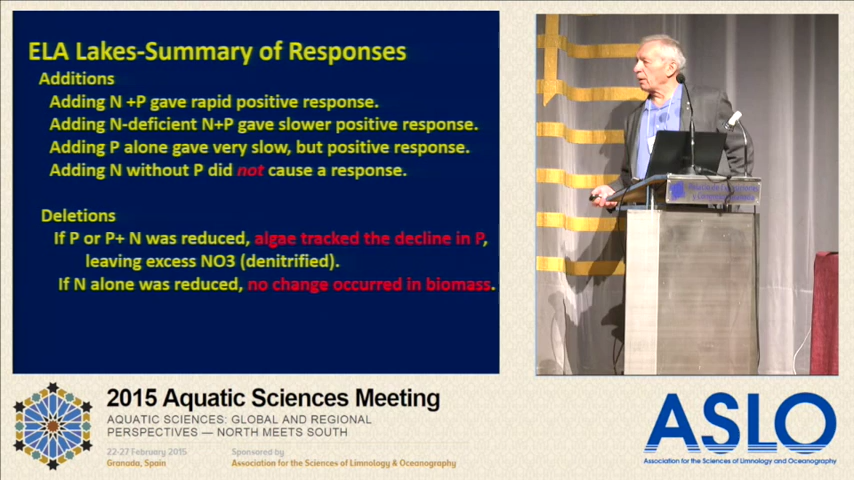 ELA Lakes-Summary of Responses
Additions
Adding N +P gave rapid positive response.
Adding N-deficient N+P gave slower positive response.
Adding P alone gave very slow, but positive response.
Adding N without P did not cause a response.
Deletions
If P or P+ N was reduced, algae tracked the decline in P,
leaving excess NO3 (denitrified).
If N alone was reduced, no change occurred in biomass.
2015 Aquatic Sciences Meeting
AQUATIC SCIENCES: GLOBAL AND REGIONAL
PERSPECTIVES — NORTH MEETS SOUTH
22-27 February 2015
Granada, Spain
Sponsored by
Association for the Sciences of Limnology & Oceanography
ASLO
Association for the Sciences of Limnology and Oceanography